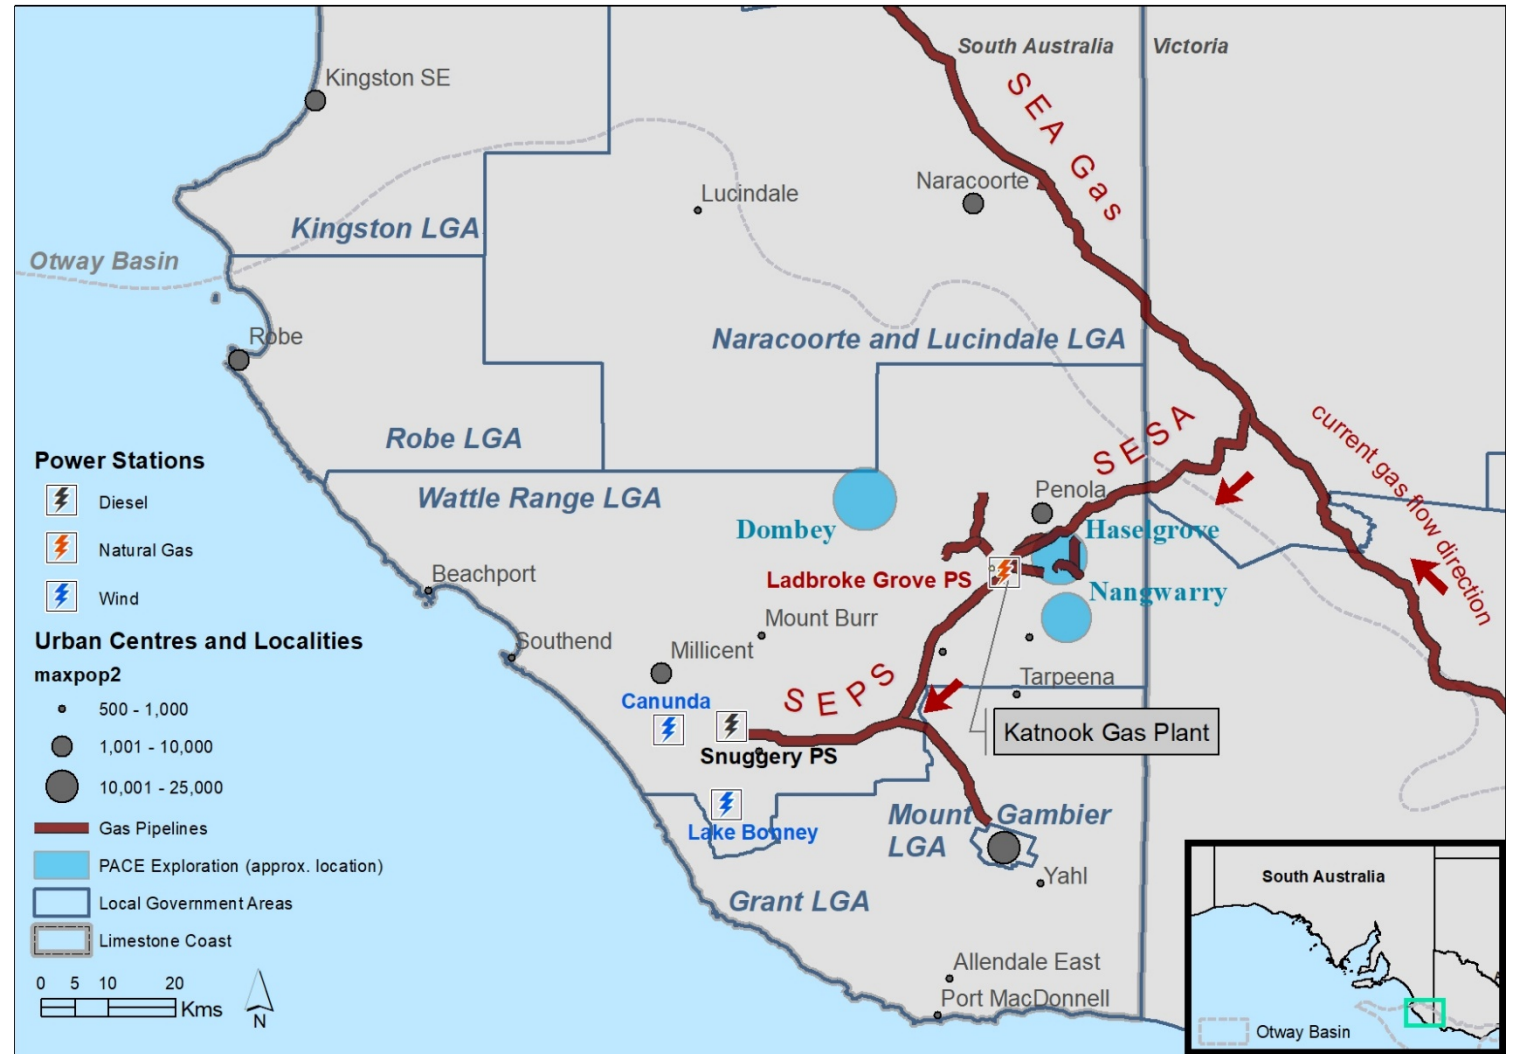 South Australia
Victoria
Kingston SE
SEA Gas
Naracoorte
Lucindale
Kingston LGA
Otway Basin
Robe
Naracoorte and Lucindale LGA
SESA
current gas flow direction
Robe LGA
Wattle Range LGA
Penola
Dombey
Haselgrove
Ladbroke Grove PS
Nangwarry
Beachport
Mount Burr
Southend
Millicent
Tarpeena
SEPS
Canunda
Katnook Gas Plant
Snuggery PS
Lake Bonney
Mount Gambier
LGA
Yahl
Grant LGA
Allendale East
Port MacDonnell
Power Stations
Diesel
Natural Gas
Wind
Urban Centres and Localities
maxpop2
500 - 1,000
1,001 - 10,000
10,001 - 25,000
Gas Pipelines
PACE Exploration (approx. location)
Local Government Areas
Limestone Coast
0 5 10 20
Kms
N
South Australia
Otway Basin